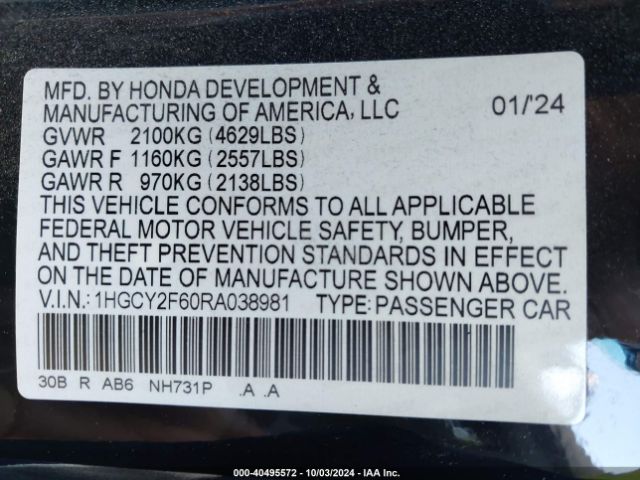 MFD. BY HONDA DEVELOPMENT &
MANUFACTURING OF AMERICA, LLC 01/'24
GVWR 2100KG (4629LBS)
GAWR F 1160KG (2557LBS)
GAWR R 970KG (2138LBS)
THIS VEHICLE CONFORMS TO ALL APPLICABLE
FEDERAL MOTOR VEHICLE SAFETY, BUMPER,
AND THEFT PREVENTION STANDARDS IN EFFECT
ON THE DATE OF MANUFACTURE SHOWN ABOVE.
V.I.N.: 1HGCY2F60RA038981 TYPE: PASSENGER CAR
30B R AB6 NH731P .A .A
000-40495572 - 10/03/2024 - IAA Inc.